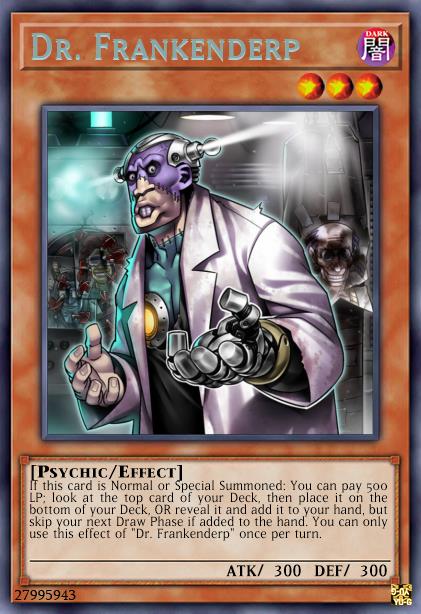 DR. FRANKENDERP
DARK
闇
[PSYCHIC/EFFECT]
If this card is Normal or Special Summoned: You can pay 500
LP; look at the top card of your Deck, then place it on the
bottom of your Deck, OR reveal it and add it to your hand, but
skip your next Draw Phase if added to the hand. You can only
use this effect of "Dr. Frankenderp" once per turn.
ATK/ 300 DEF/ 300
27995943